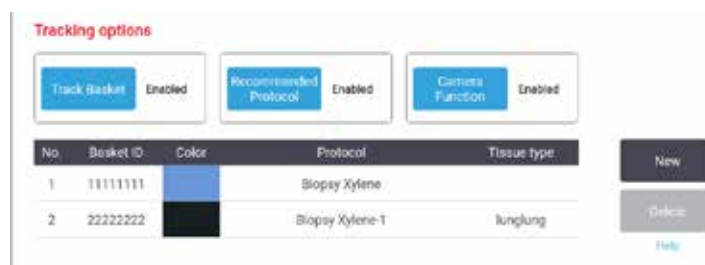 Tracking options
Track Basket Enabled
Recommended Protocol Enabled
Camera Function Enabled
No. Basket ID Color Protocol Tissue type
1 11111111 Biopsy Xylene
2 22222222 Biopsy Xylene-1 lunglung
New
Delete
Help